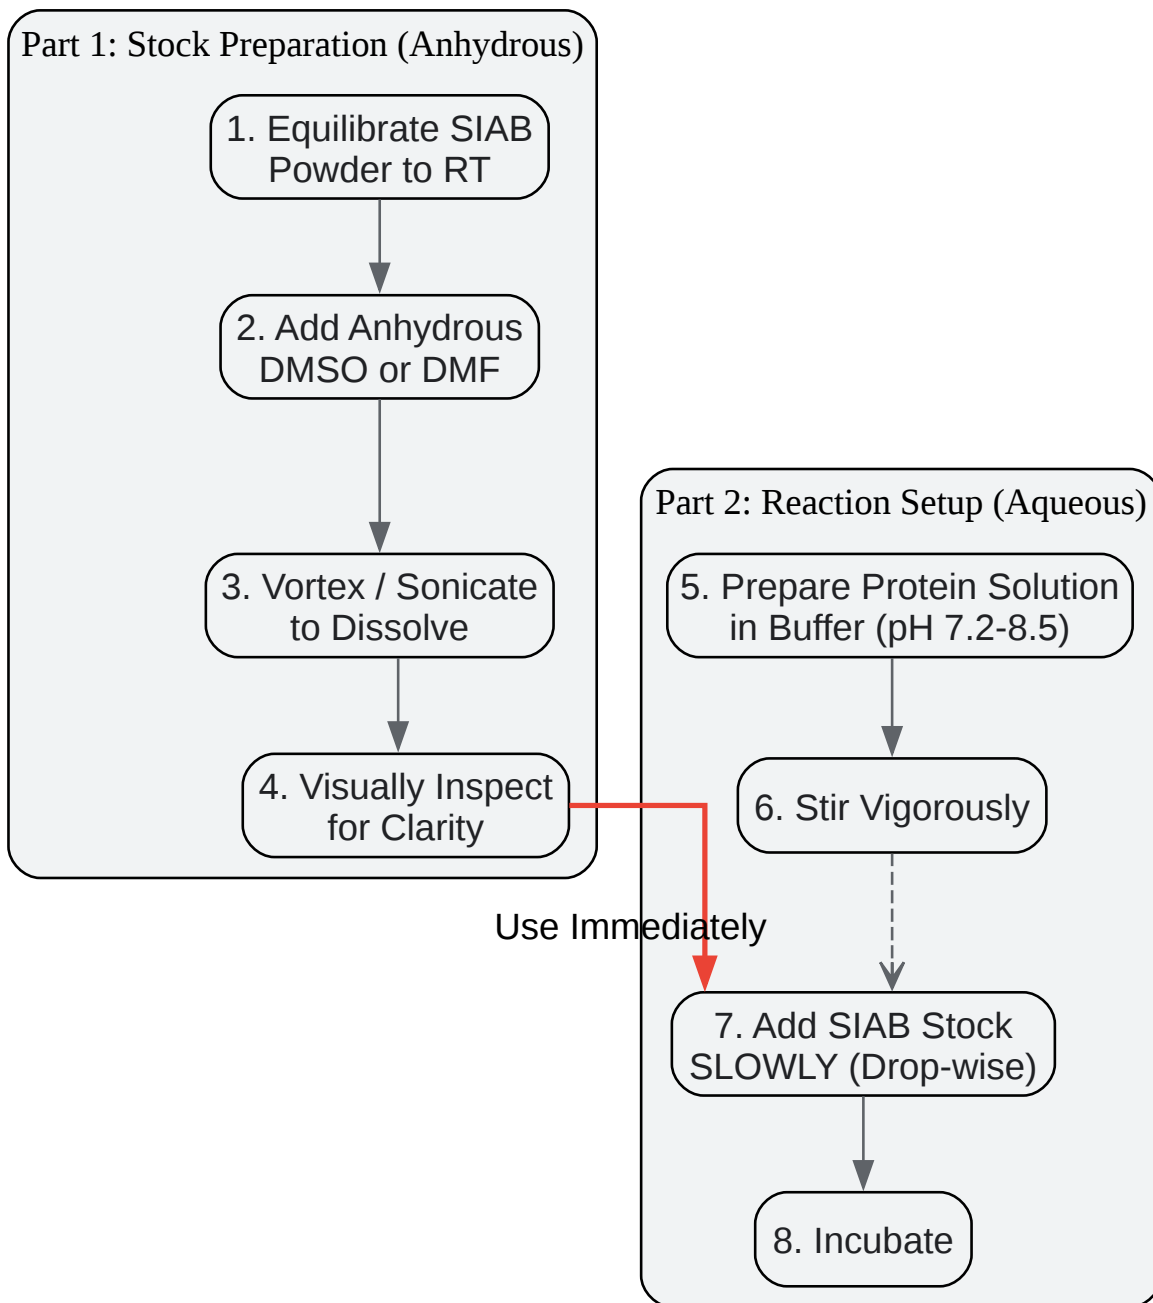 Part 1: Stock Preparation (Anhydrous)
1. Equilibrate SIAB
Powder to RT
2. Add Anhydrous
DMSO or DMF
3. Vortex / Sonicate
to Dissolve
4. Visually Inspect
for Clarity
Use Immediately
Part 2: Reaction Setup (Aqueous)
5. Prepare Protein Solution
in Buffer (pH 7.2-8.5)
6. Stir Vigorously
7. Add SIAB Stock
SLOWLY (Drop-wise)
8. Incubate